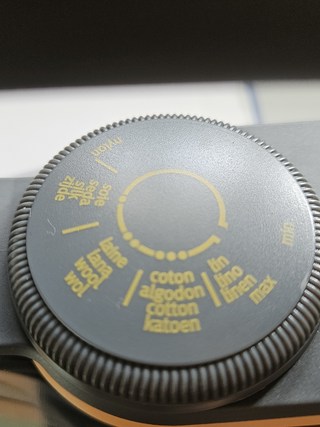 nylon
soie
seda
silk
zijde
laine
lana
wool
wol
coton
algodon
cotton
katoen
lin
lino
linen
max
min